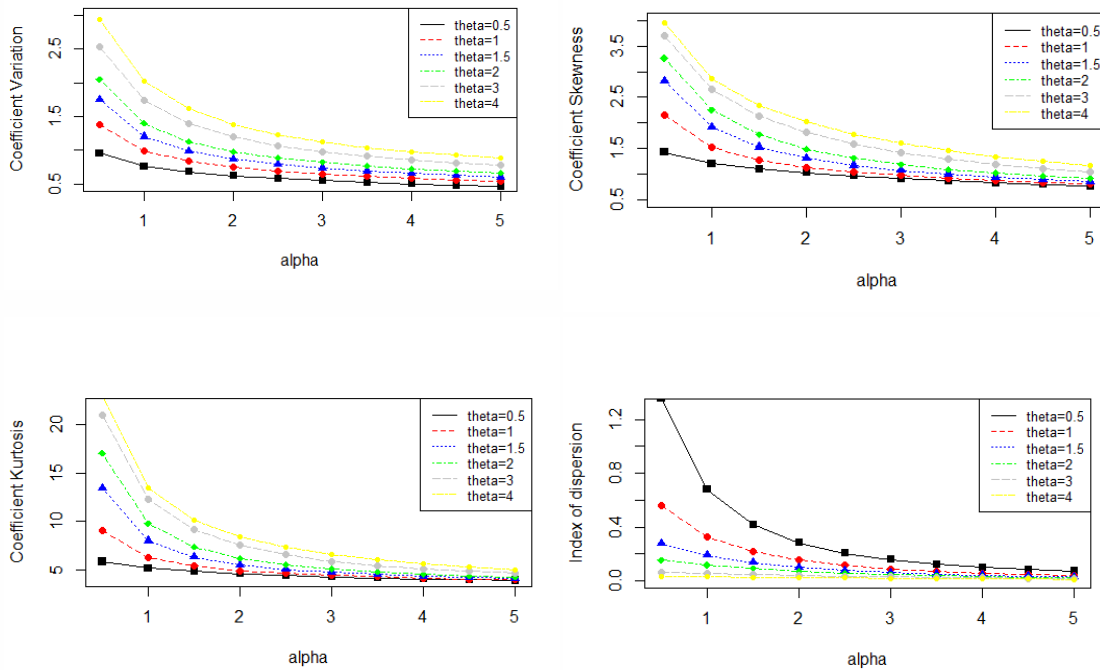 Coefficient Variation
2.5
1.5
0.5
theta=0.5
theta=1
theta=1.5
theta=2
theta=3
theta=4
1 2 3 4 5
alpha
Coefficient Skewness
3.5
2.5
1.5
0.5
theta=0.5
theta=1
theta=1.5
theta=2
theta=3
theta=4
1 2 3 4 5
alpha
Coefficient Kurtosis
20
15
10
5
theta=0.5
theta=1
theta=1.5
theta=2
theta=3
theta=4
1 2 3 4 5
alpha
Index of dispersion
1.2
0.8
0.4
0.0
theta=0.5
theta=1
theta=1.5
theta=2
theta=3
theta=4
1 2 3 4 5
alpha